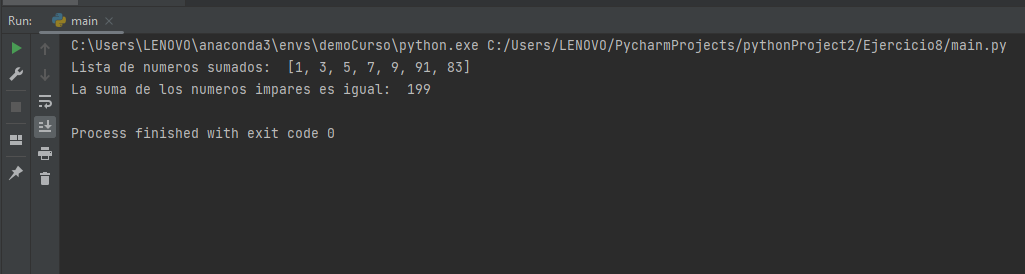 Run: main
C:\Users\LENOVO\anaconda3\envs\demoCurso\python.exe C:/Users/LENOVO/PycharmProjects/pythonProject2/Ejercicio8/main.py
Lista de numeros sumados:  [1, 3, 5, 7, 9, 91, 83]
La suma de los numeros impares es igual:  199
Process finished with exit code 0